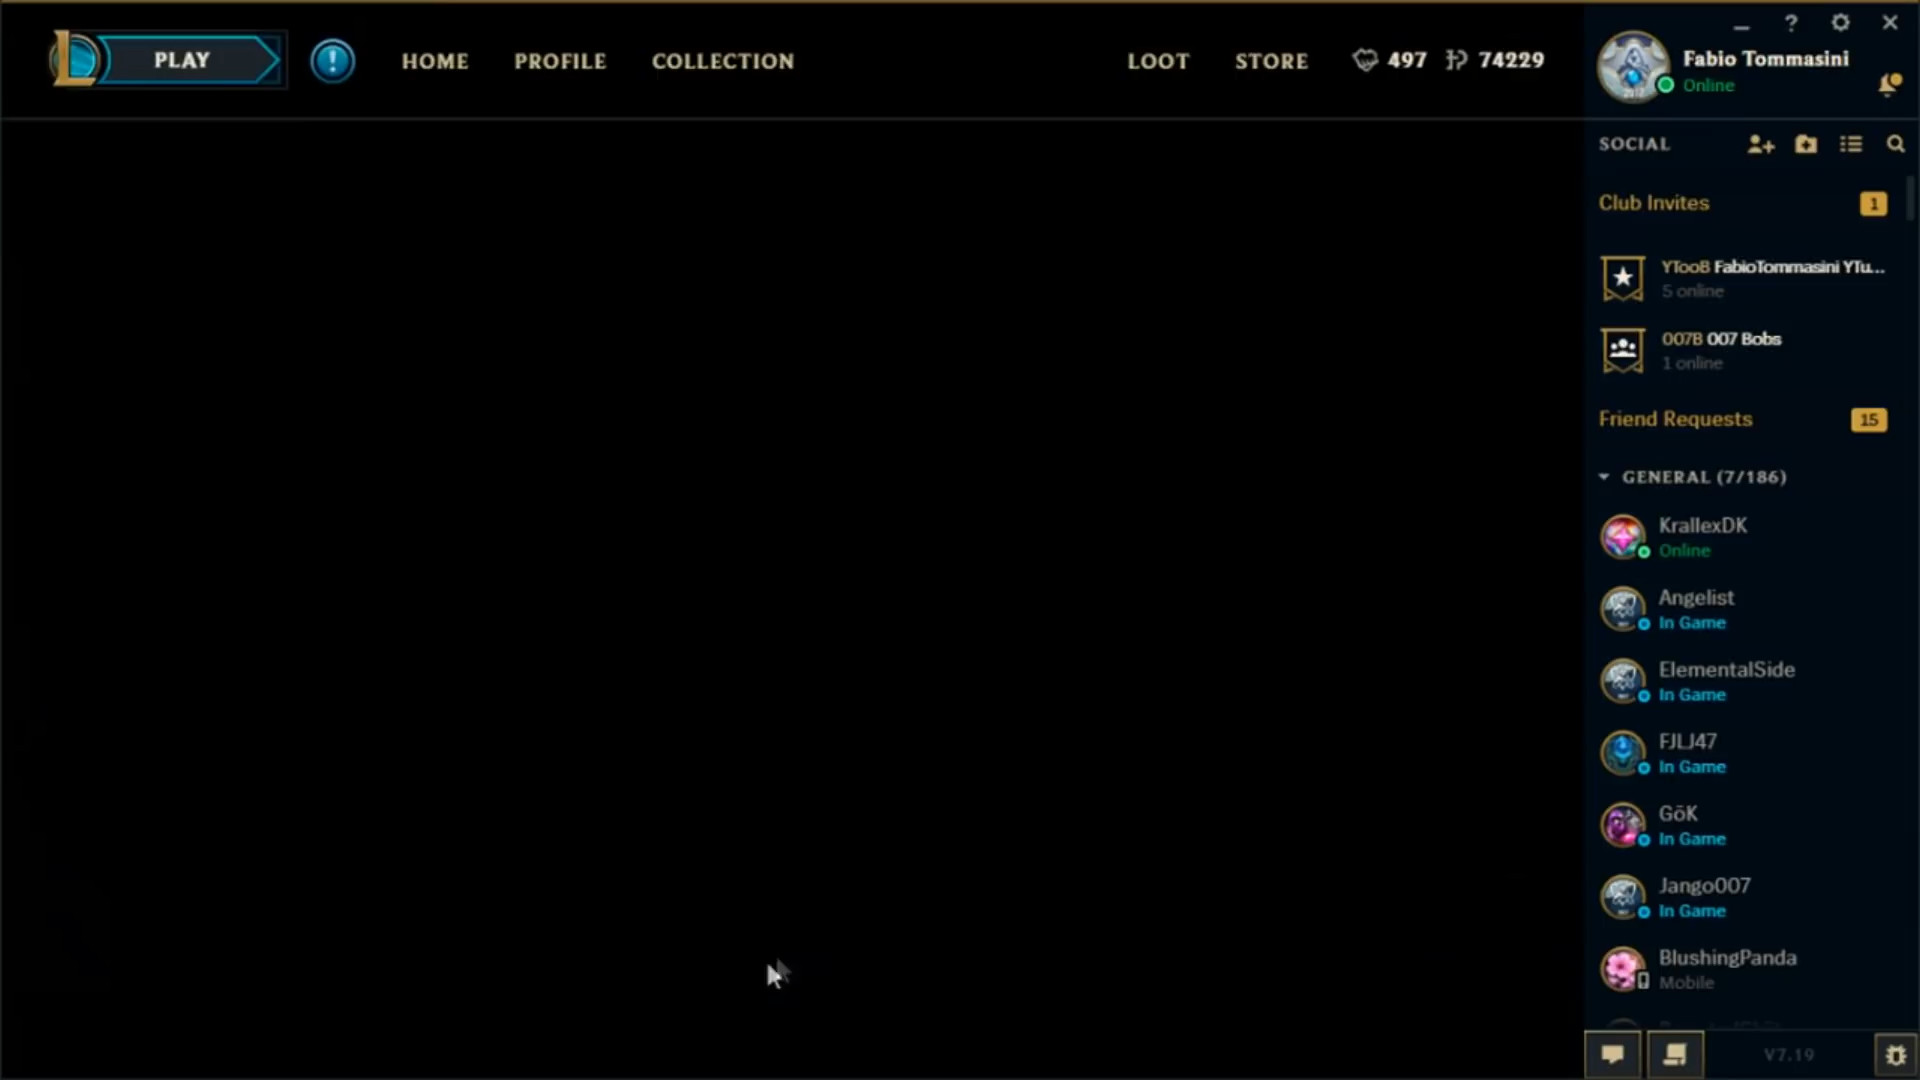 PLAY
HOME
PROFILE
COLLECTION
LOOT
STORE
497
74229
?
Fabio Tommasini
Online
SOCIAL
Club Invites
1
YTooB FabioTommasini YTu...
5 online
007B 007 Bobs
1 online
Friend Requests
15
GENERAL (7/186)
KrallexDK
Online
Angelist
In Game
ElementalSide
In Game
FJLJ47
In Game
GōK
In Game
Jango007
In Game
BlushingPanda
Mobile
V7.19